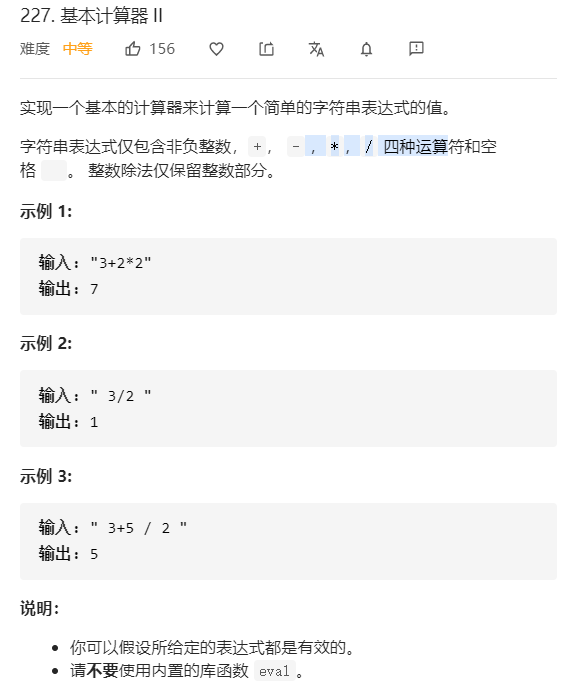 227. 基本计算器 II
难度 中等 156
实现一个基本的计算器来计算一个简单的字符串表达式的值。
字符串表达式仅包含非负整数, +, -, *, / 四种运算符和空
格 。 整数除法仅保留整数部分。
示例 1:
输入: "3+2*2"
输出: 7
示例 2:
输入: " 3/2 "
输出: 1
示例 3:
输入: " 3+5 / 2 "
输出: 5
说明:
你可以假设所给定的表达式都是有效的。
请不要使用内置的库函数 eval。